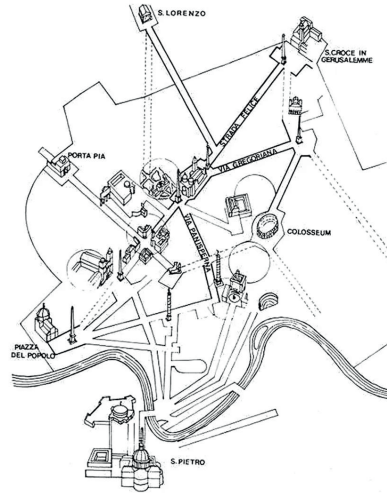 S. LORENZO
S. CROCE IN
GERUSALEMME
STRADA FELICE
PORTA PIA
VIA GREGORIANA
VIA PANISPERNA
COLOSSEUM
PIAZZA
DEL POPOLO
S. PIETRO